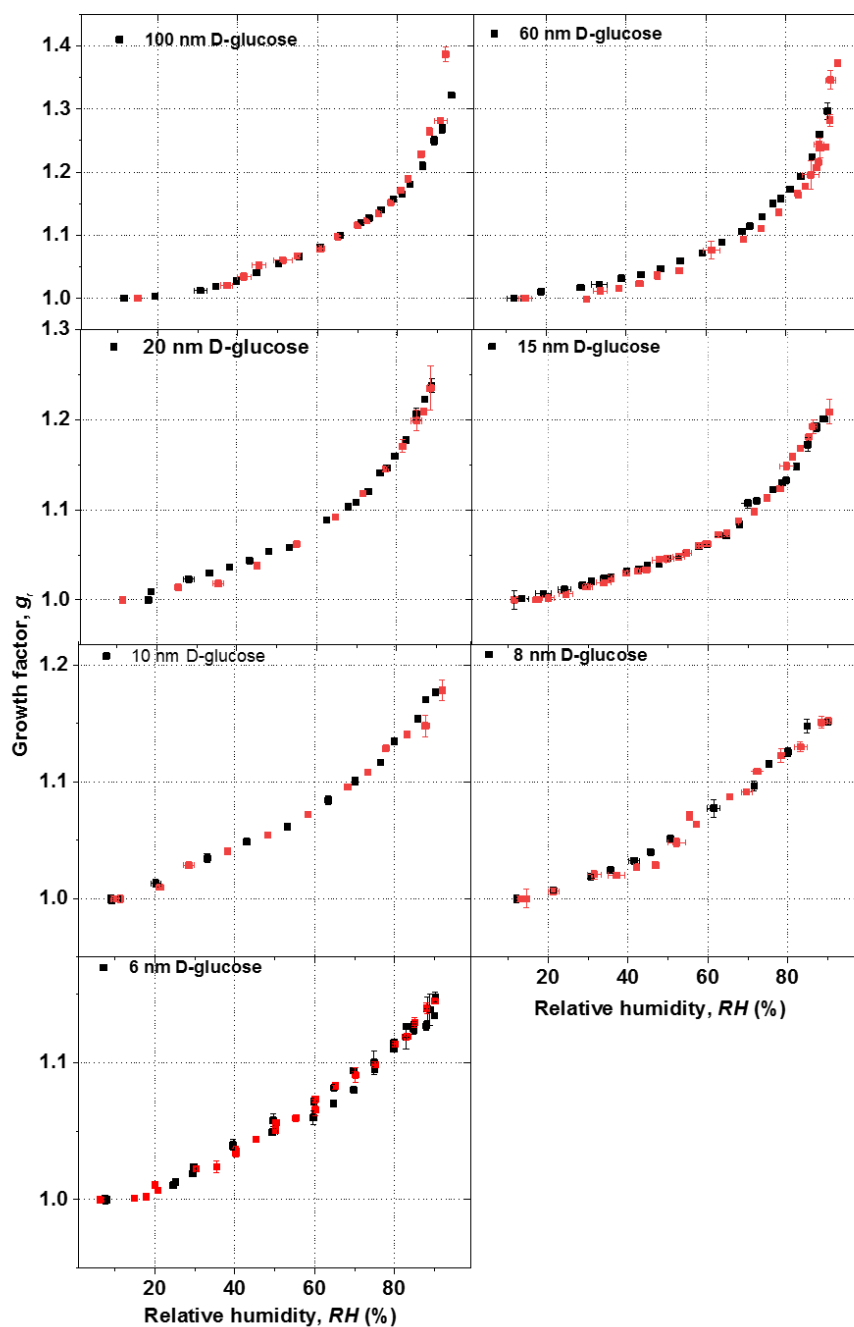 100 nm D-glucose
60 nm D-glucose
1.4
1.3
1.2
1.1
1.0
1.3
20 nm D-glucose
15 nm D-glucose
1.2
1.1
1.0
10 nm D-glucose
8 nm D-glucose
1.2
1.1
1.0
Growth factor, gr
20 40 60 80
6 nm D-glucose
Relative humidity, RH (%)
1.1
1.0
20 40 60 80
Relative humidity, RH (%)